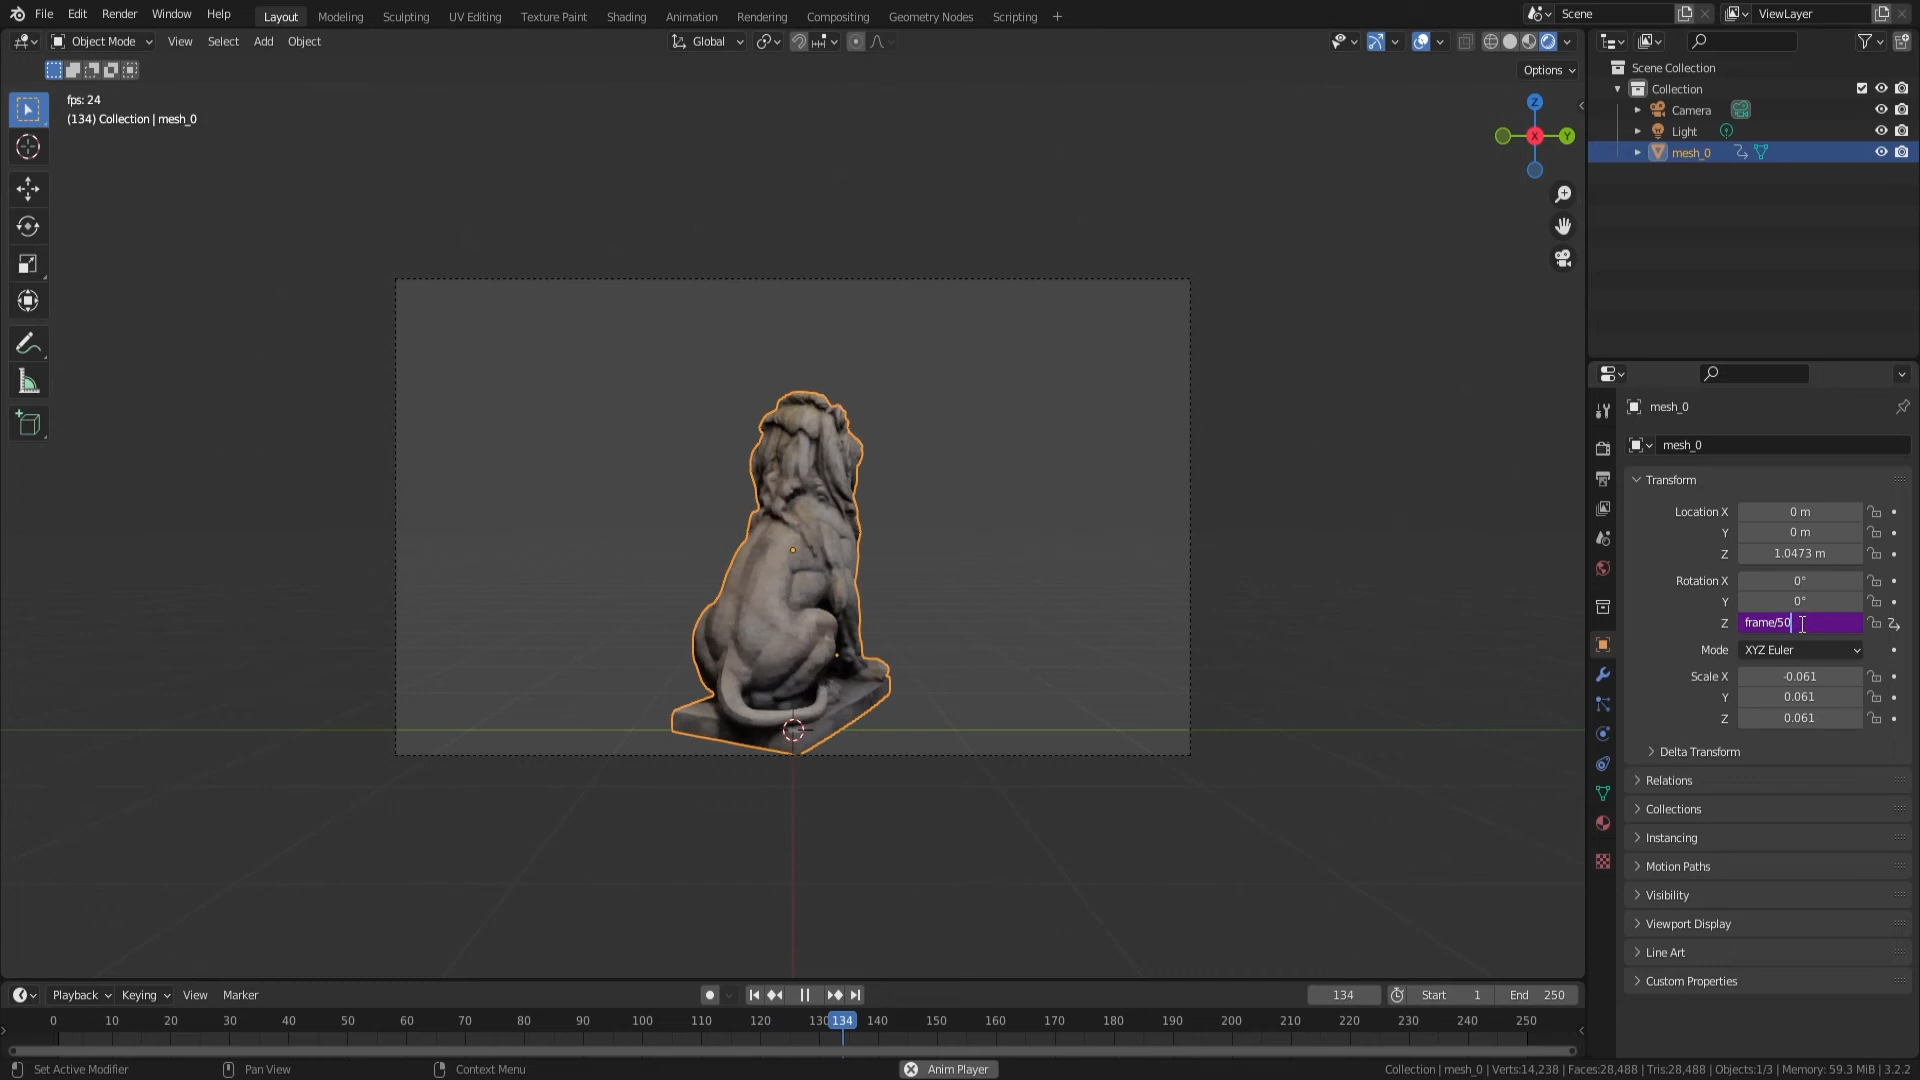 File Edit Render Window Help Layout Modeling Sculpting UV Editing Texture Paint Shading Animation Rendering Compositing Geometry Nodes Scripting + Scene ViewLayer
Object Mode View Select Add Object Global
Options
fps: 24
(134) Collection | mesh_0
Z
X
Y
Scene Collection
Collection
Camera
Light
mesh_0
mesh_0
mesh_0
Transform
Location X 0 m
Y 0 m
Z 1.0473 m
Rotation X 0°
Y 0°
Z frame/50
Mode XYZ Euler
Scale X -0.061
Y 0.061
Z 0.061
Delta Transform
Relations
Collections
Instancing
Motion Paths
Visibility
Viewport Display
Line Art
Custom Properties
Playback Keying View Marker 134 Start 1 End 250
0 10 20 30 40 50 60 70 80 90 100 110 120 130 134 140 150 160 170 180 190 200 210 220 230 240 250
Set Active Modifier Pan View Context Menu Anim Player Collection | mesh_0 | Verts:14,238 | Faces:28,488 | Tris:28,488 | Objects:1/3 | Memory: 59.3 MiB | 3.2.2